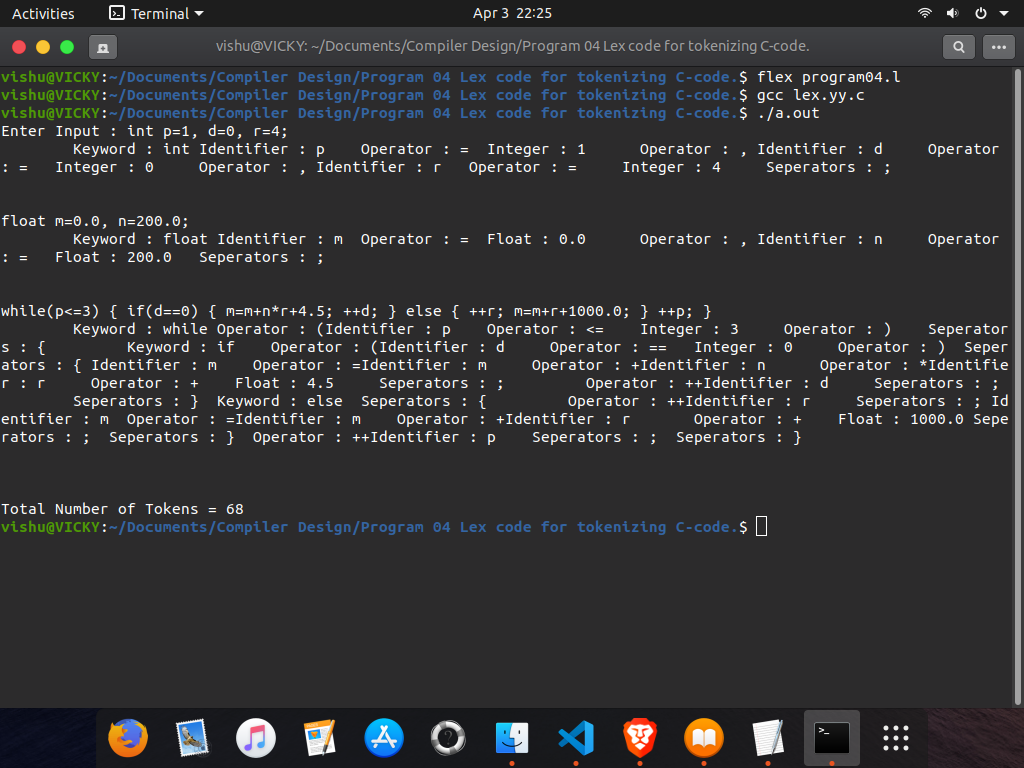 Activities Terminal Apr 3 22:25
vishu@VICKY: ~/Documents/Compiler Design/Program 04 Lex code for tokenizing C-code.
vishu@VICKY:~/Documents/Compiler Design/Program 04 Lex code for tokenizing C-code.$ flex program04.l
vishu@VICKY:~/Documents/Compiler Design/Program 04 Lex code for tokenizing C-code.$ gcc lex.yy.c
vishu@VICKY:~/Documents/Compiler Design/Program 04 Lex code for tokenizing C-code.$ ./a.out
Enter Input : int p=1, d=0, r=4;
Keyword : int Identifier : p Operator : = Integer : 1 Operator : , Identifier : d Operator
: = Integer : 0 Operator : , Identifier : r Operator : = Integer : 4 Seperators : ;
float m=0.0, n=200.0;
Keyword : float Identifier : m Operator : = Float : 0.0 Operator : , Identifier : n Operator
: = Float : 200.0 Seperators : ;
while(p<=3) { if(d==0) { m=m+n*r+4.5; ++d; } else { ++r; m=m+r+1000.0; } ++p; }
Keyword : while Operator : (Identifier : p Operator : <= Integer : 3 Operator : ) Seperator
s : { Keyword : if Operator : (Identifier : d Operator : == Integer : 0 Operator : ) Seper
ators : { Identifier : m Operator : =Identifier : m Operator : +Identifier : n Operator : *Identifie
r : r Operator : + Float : 4.5 Seperators : ; Operator : ++Identifier : d Seperators : ;
Seperators : } Keyword : else Seperators : { Operator : ++Identifier : r Seperators : ; Id
entifier : m Operator : =Identifier : m Operator : +Identifier : r Operator : + Float : 1000.0 Sepe
rators : ; Seperators : } Operator : ++Identifier : p Seperators : ; Seperators : }
Total Number of Tokens = 68
vishu@VICKY:~/Documents/Compiler Design/Program 04 Lex code for tokenizing C-code.$